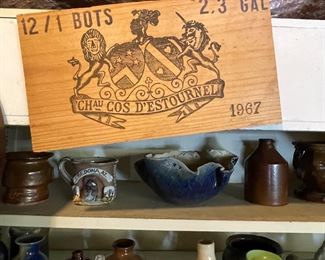 12/1 BOTS
2.3 GAL
CHAU COS D'ESTOURNEL
1967